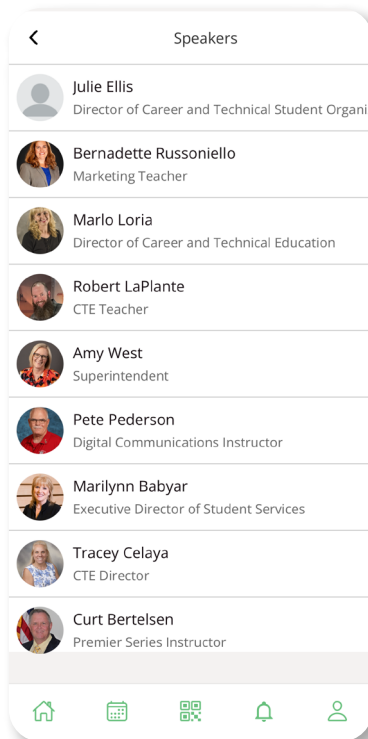 Speakers
Julie Ellis
Director of Career and Technical Student Organi
Bernadette Russoniello
Marketing Teacher
Marlo Loria
Director of Career and Technical Education
Robert LaPlante
CTE Teacher
Amy West
Superintendent
Pete Pederson
Digital Communications Instructor
Marilynn Babyar
Executive Director of Student Services
Tracey Celaya
CTE Director
Curt Bertelsen
Premier Series Instructor